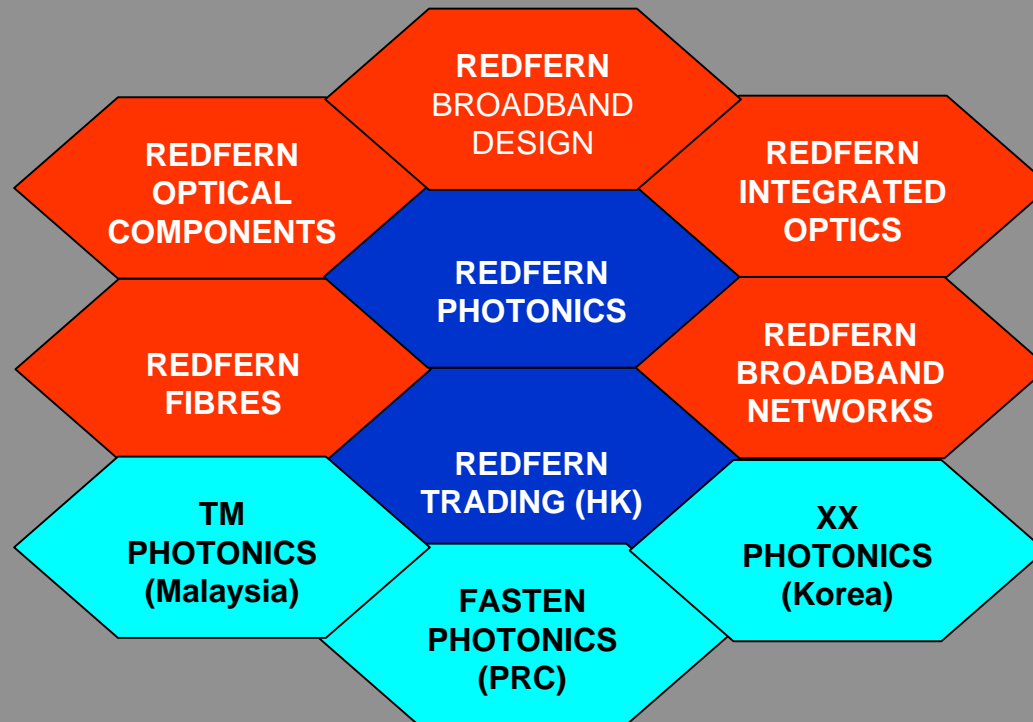 REDFERN
BROADBAND
DESIGN
REDFERN
OPTICAL
COMPONENTS
REDFERN
INTEGRATED
OPTICS
REDFERN
PHOTONICS
REDFERN
FIBRES
REDFERN
BROADBAND
NETWORKS
REDFERN
TRADING (HK)
TM
PHOTONICS
(Malaysia)
XX
PHOTONICS
(Korea)
FASTEN
PHOTONICS
(PRC)